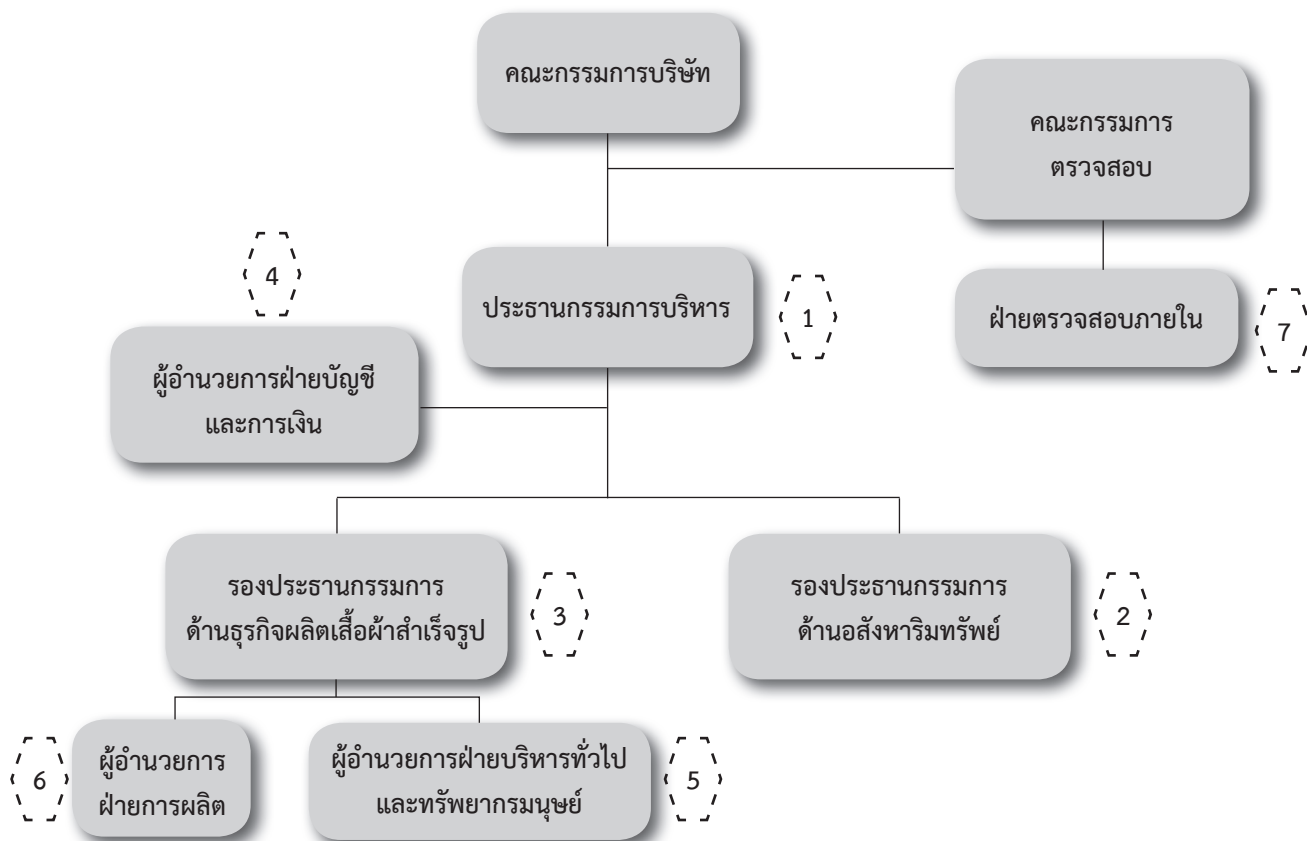 คณะกรรมการบริษัท
คณะกรรมการ
ตรวจสอบ
4
ประธานกรรมการบริหาร
1
ฝ่ายตรวจสอบภายใน
7
ผู้อำนวยการฝ่ายบัญชี
และการเงิน
รองประธานกรรมการ
ด้านธุรกิจผลิตเสื้อผ้าสำเร็จรูป
3
รองประธานกรรมการ
ด้านอสังหาริมทรัพย์
2
6
ผู้อำนวยการ
ฝ่ายการผลิต
ผู้อำนวยการฝ่ายบริหารทั่วไป
และทรัพยากรมนุษย์
5